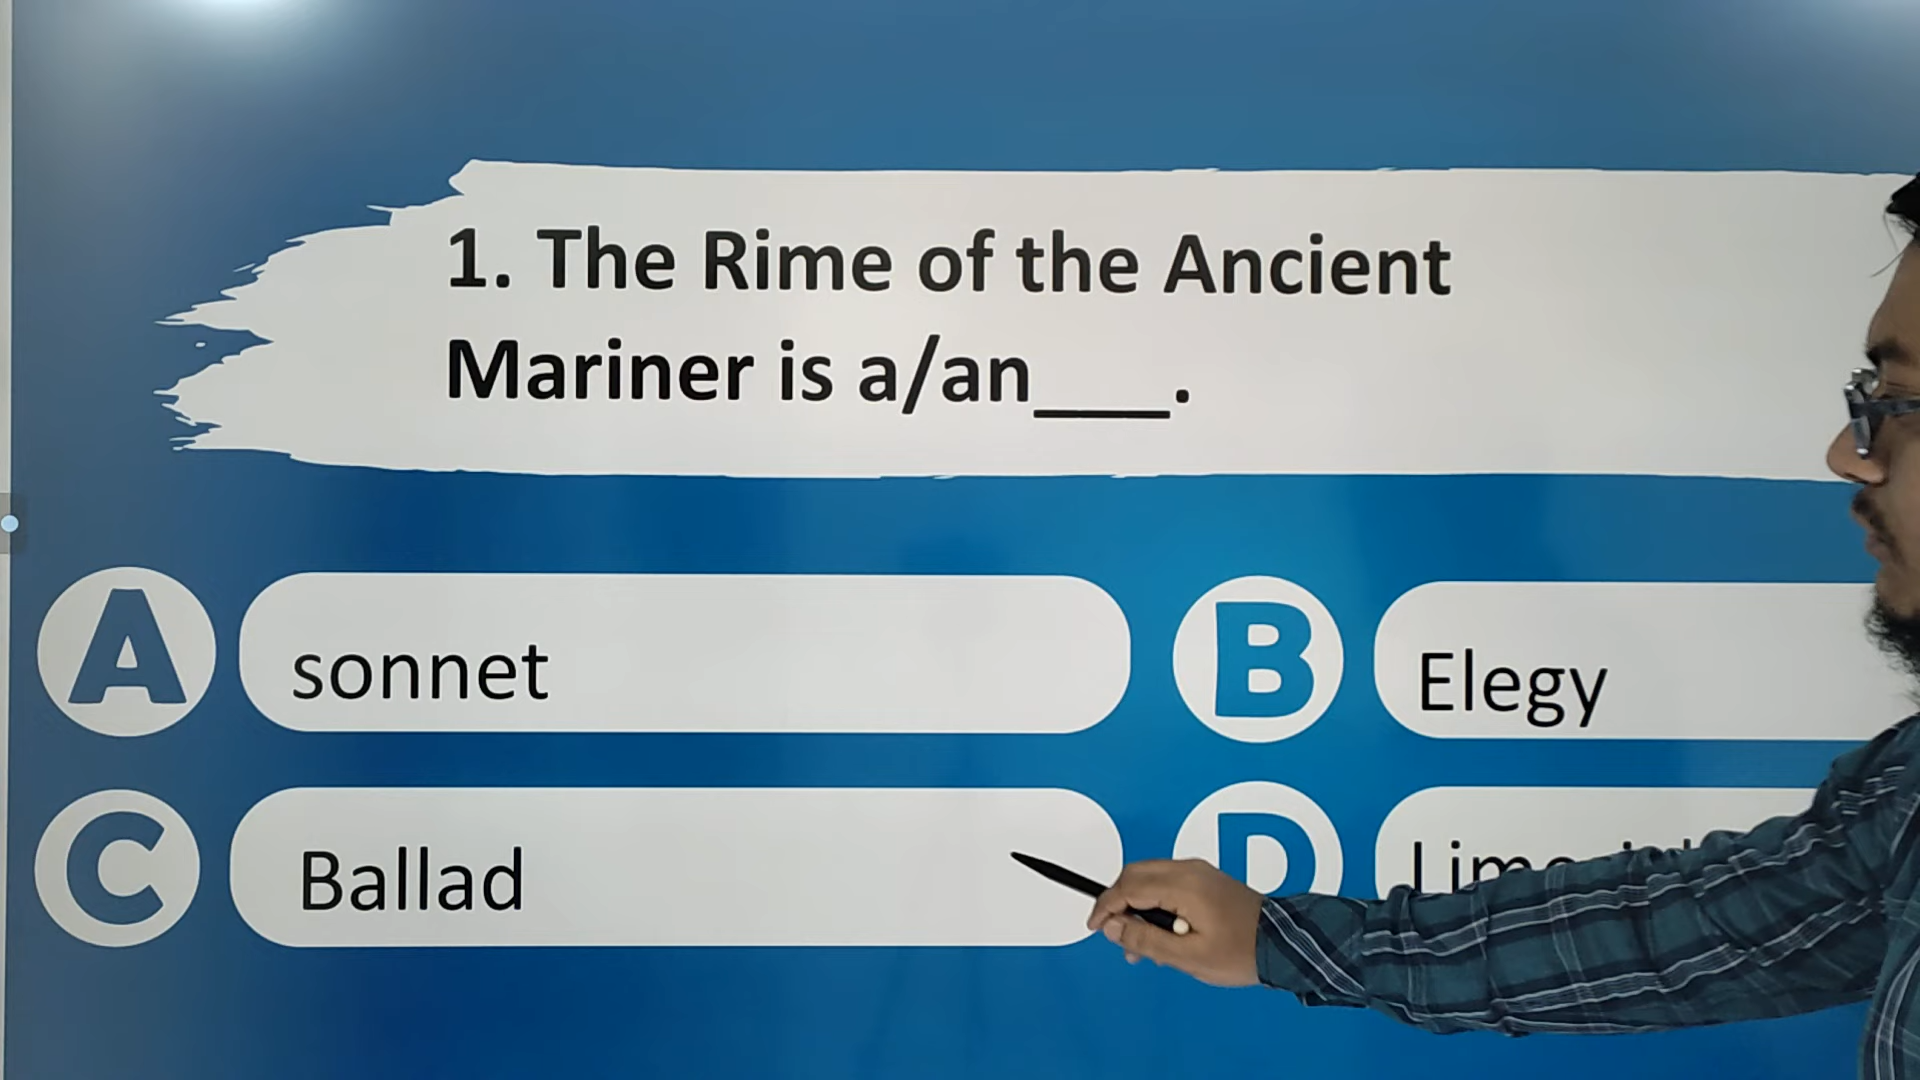 1. The Rime of the Ancient
Mariner is a/an___.
A
sonnet
B
Elegy
C
Ballad
D